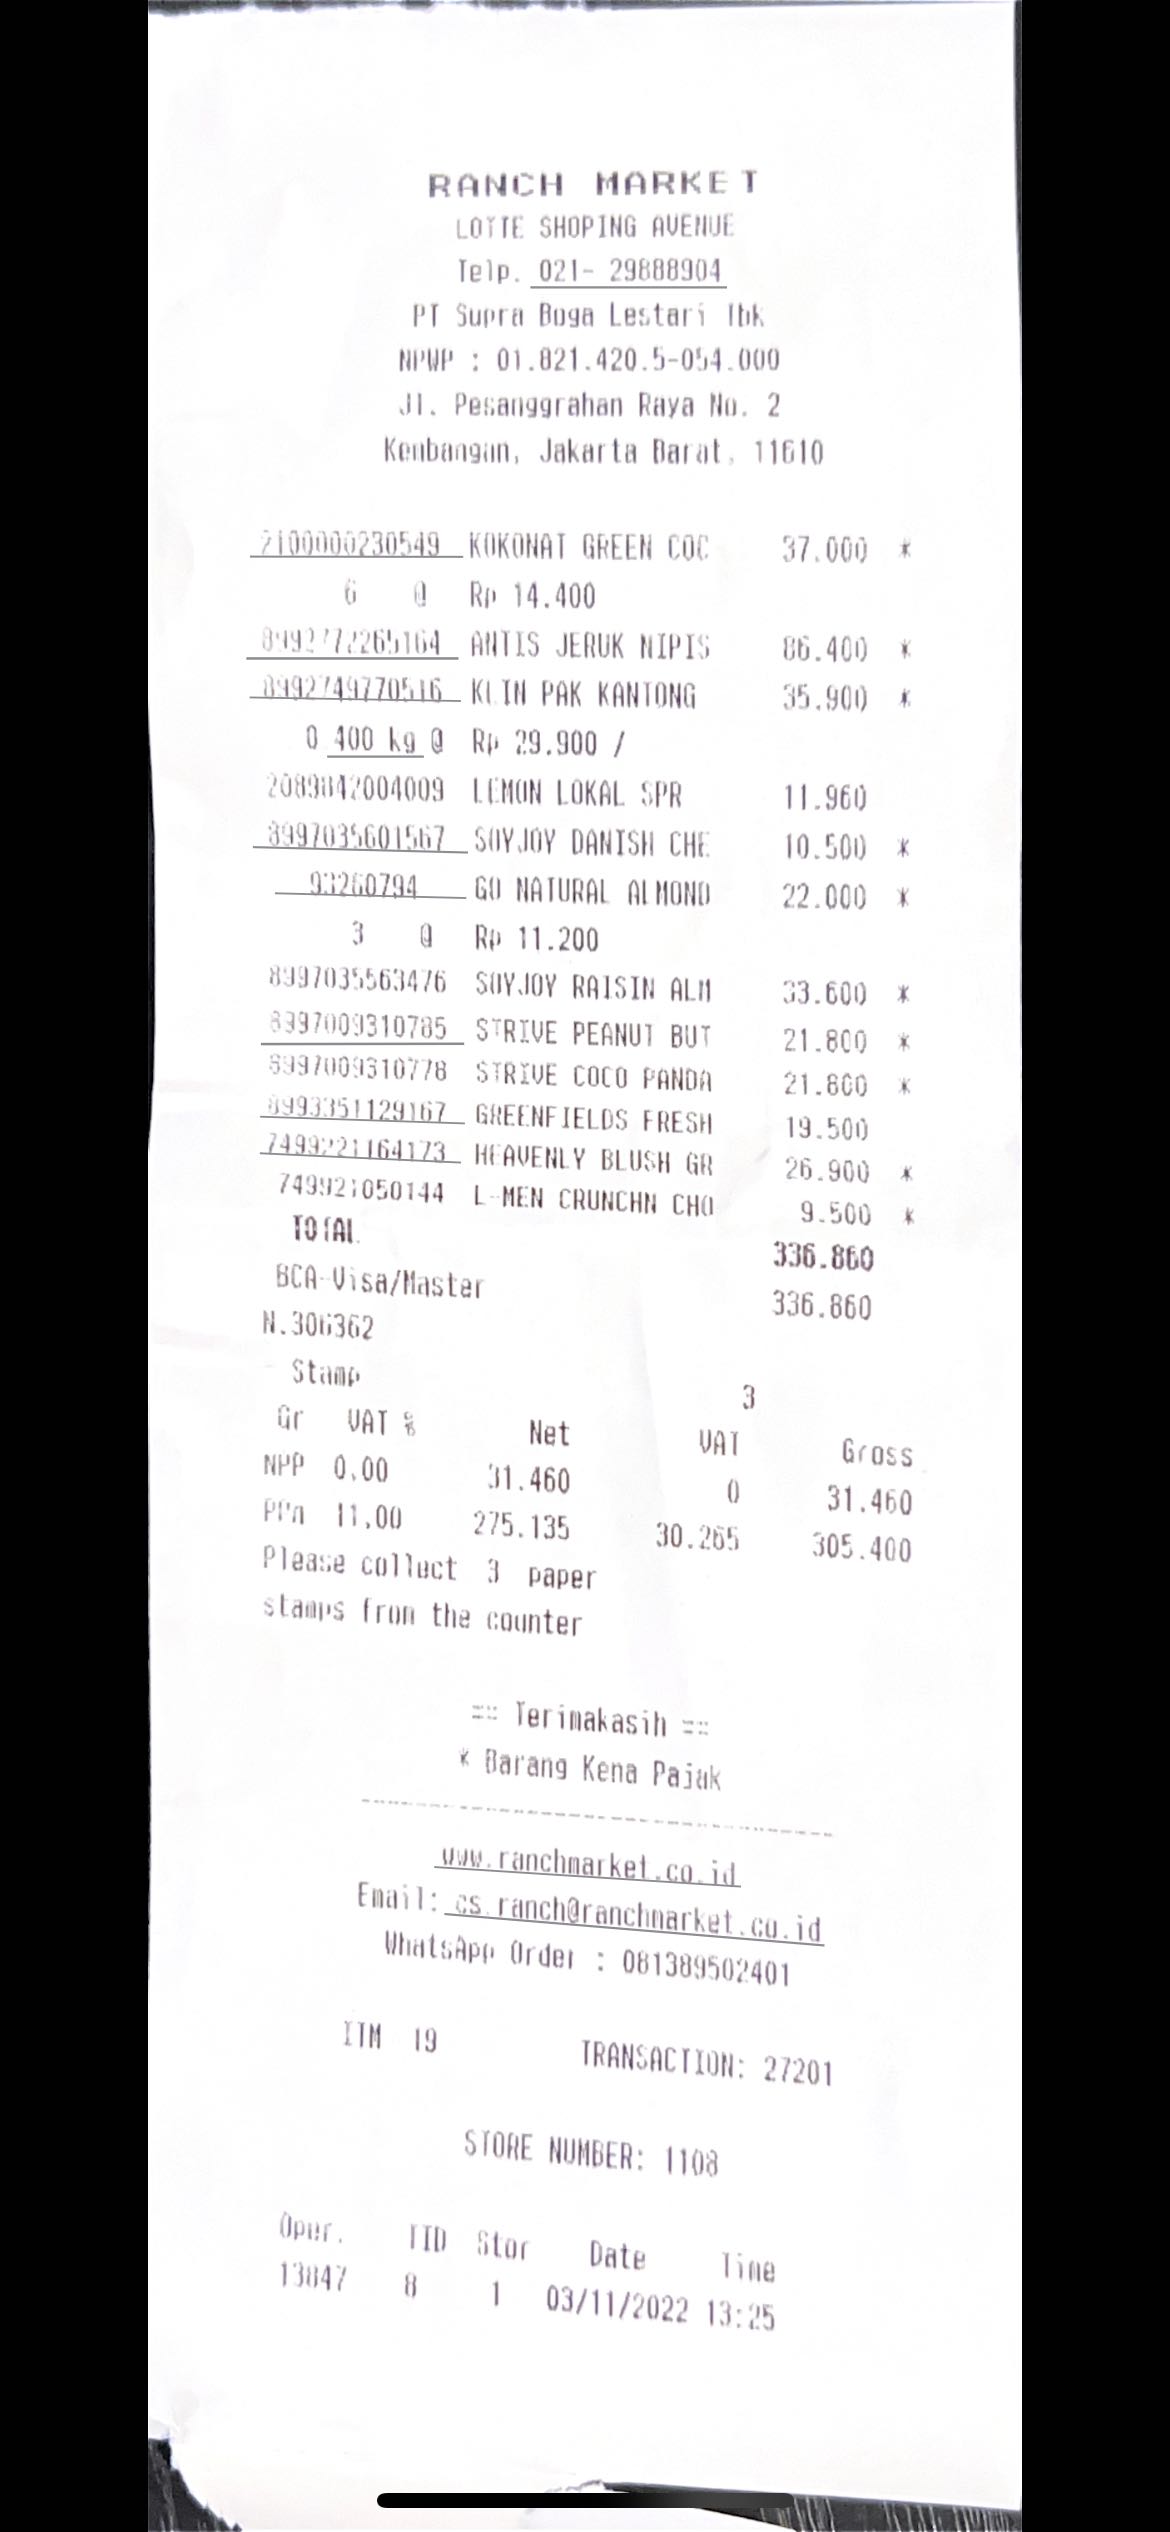 RANCH MARKET
LOTTE SHOPING AVENUE
Telp. 021- 29888904
PT Supra Boga Lestari Tbk
NPWP : 01.821.420.5-054.000
Jl. Pesanggrahan Raya No. 2
Kembangan, Jakarta Barat, 11610
2100000230549 KOKONAT GREEN COC 37.000 *
6 @ Rp 14.400
8992772265164 ANTIS JERUK NIPIS 86.400 *
8992749770516 KLIN PAK KANTONG 35.900 *
0.400 kg @ Rp 29.900 /
2089842004009 LEMON LOKAL SPR 11.960
8997035601567 SOYJOY DANISH CHE 10.500 *
93260794 GO NATURAL ALMOND 22.000 *
3 @ Rp 11.200
8997035563476 SOYJOY RAISIN ALM 33.600 *
8997009310785 STRIVE PEANUT BUT 21.800 *
8997009310778 STRIVE COCO PANDA 21.800 *
8993351129167 GREENFIELDS FRESH 19.500
7499221164173 HEAVENLY BLUSH GR 26.900 *
749921050144 L-MEN CRUNCHN CHO 9.500 *
TOTAL 336.860
BCA-Visa/Master 336.860
N.306362
Stamp 3
Gr VAT % Net VAT Gross
NPP 0.00 31.460 0 31.460
PPn 11.00 275.135 30.265 305.400
Please collect 3 paper
stamps from the counter
== Terimakasih ==
* Barang Kena Pajak
www.ranchmarket.co.id
Email: cs.ranch@ranchmarket.co.id
WhatsApp Order : 081389502401
ITM 19 TRANSACTION: 27201
STORE NUMBER: 1108
Oper. TID Stor Date Time
13847 8 1 03/11/2022 13:25